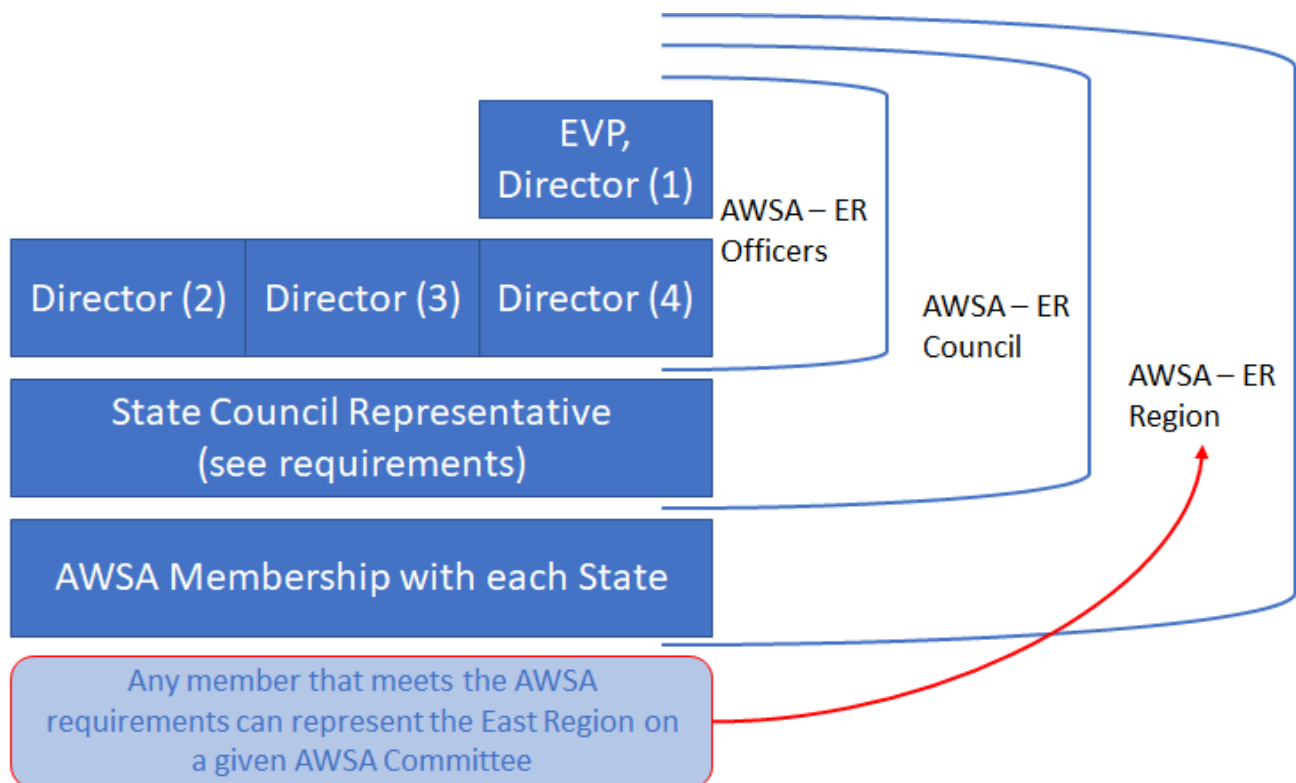 EVP,
Director (1)
AWSA – ER
Officers
Director (2)
Director (3)
Director (4)
AWSA – ER
Council
AWSA – ER
Region
State Council Representative
(see requirements)
AWSA Membership with each State
Any member that meets the AWSA
requirements can represent the East Region on
a given AWSA Committee